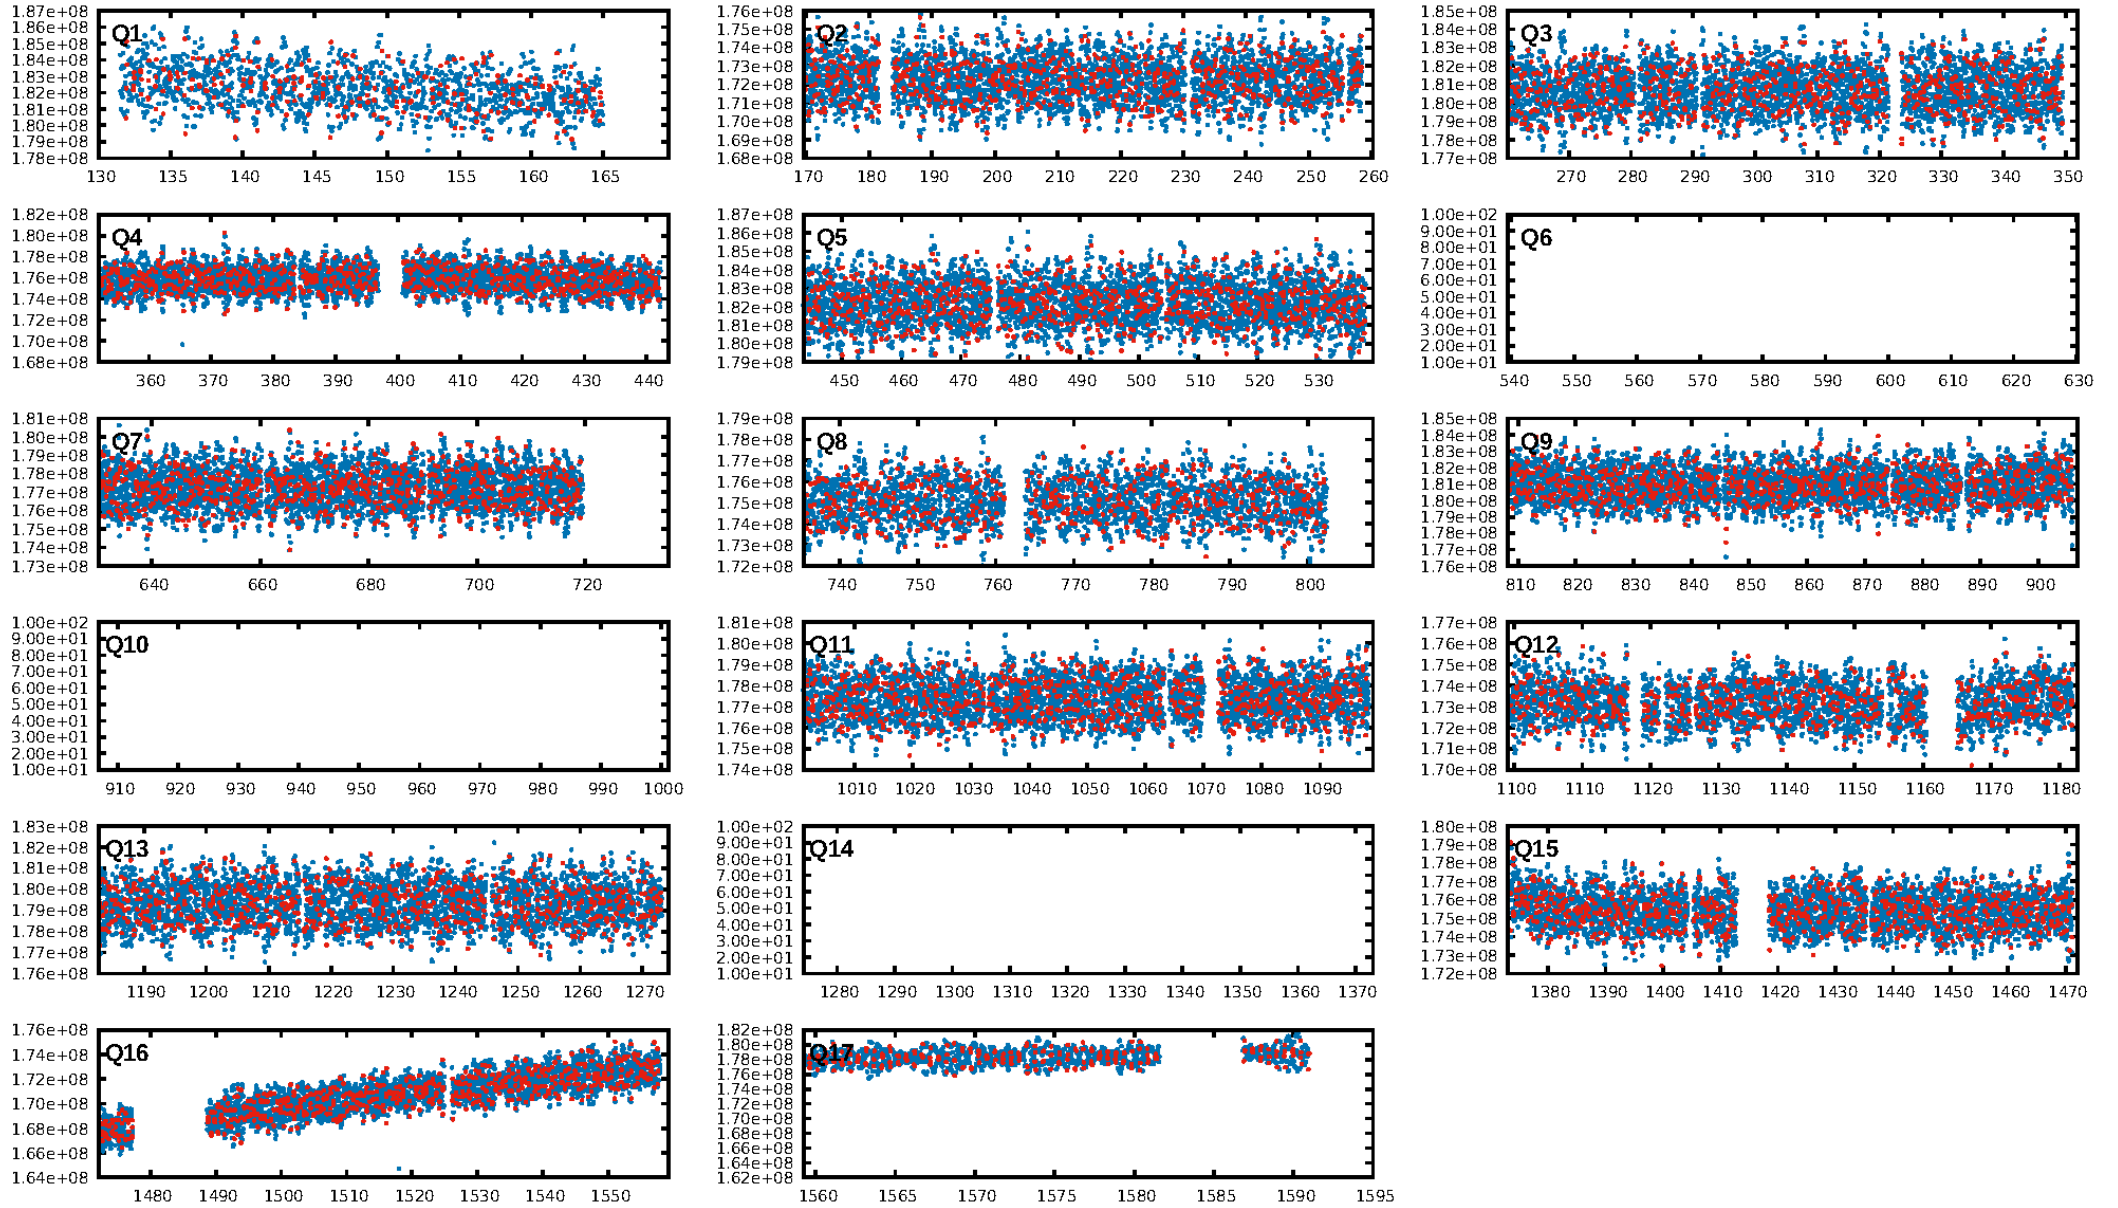 1.87e+08
1.86e+08
1.85e+08
1.84e+08
1.83e+08
1.82e+08
1.81e+08
1.80e+08
1.79e+08
1.78e+08
Q1
130 135 140 145 150 155 160 165
1.76e+08
1.75e+08
1.74e+08
1.73e+08
1.72e+08
1.71e+08
1.70e+08
1.69e+08
1.68e+08
Q2
170 180 190 200 210 220 230 240 250 260
1.85e+08
1.84e+08
1.83e+08
1.82e+08
1.81e+08
1.80e+08
1.79e+08
1.78e+08
1.77e+08
Q3
270 280 290 300 310 320 330 340 350
1.82e+08
1.80e+08
1.78e+08
1.76e+08
1.74e+08
1.72e+08
1.70e+08
1.68e+08
Q4
360 370 380 390 400 410 420 430 440
1.87e+08
1.86e+08
1.85e+08
1.84e+08
1.83e+08
1.82e+08
1.81e+08
1.80e+08
1.79e+08
Q5
450 460 470 480 490 500 510 520 530
1.00e+02
9.00e+01
8.00e+01
7.00e+01
6.00e+01
5.00e+01
4.00e+01
3.00e+01
2.00e+01
1.00e+01
Q6
540 550 560 570 580 590 600 610 620 630
1.81e+08
1.80e+08
1.79e+08
1.78e+08
1.77e+08
1.76e+08
1.75e+08
1.74e+08
1.73e+08
Q7
640 660 680 700 720
1.79e+08
1.78e+08
1.77e+08
1.76e+08
1.75e+08
1.74e+08
1.73e+08
1.72e+08
Q8
740 750 760 770 780 790 800
1.85e+08
1.84e+08
1.83e+08
1.82e+08
1.81e+08
1.80e+08
1.79e+08
1.78e+08
1.77e+08
1.76e+08
Q9
810 820 830 840 850 860 870 880 890 900
1.00e+02
9.00e+01
8.00e+01
7.00e+01
6.00e+01
5.00e+01
4.00e+01
3.00e+01
2.00e+01
1.00e+01
Q10
910 920 930 940 950 960 970 980 990 1000
1.81e+08
1.80e+08
1.79e+08
1.78e+08
1.77e+08
1.76e+08
1.75e+08
1.74e+08
Q11
1010 1020 1030 1040 1050 1060 1070 1080 1090
1.77e+08
1.76e+08
1.75e+08
1.74e+08
1.73e+08
1.72e+08
1.71e+08
1.70e+08
Q12
1100 1110 1120 1130 1140 1150 1160 1170 1180
1.83e+08
1.82e+08
1.81e+08
1.80e+08
1.79e+08
1.78e+08
1.77e+08
1.76e+08
Q13
1190 1200 1210 1220 1230 1240 1250 1260 1270
1.00e+02
9.00e+01
8.00e+01
7.00e+01
6.00e+01
5.00e+01
4.00e+01
3.00e+01
2.00e+01
1.00e+01
Q14
1280 1290 1300 1310 1320 1330 1340 1350 1360 1370
1.80e+08
1.79e+08
1.78e+08
1.77e+08
1.76e+08
1.75e+08
1.74e+08
1.73e+08
1.72e+08
Q15
1380 1390 1400 1410 1420 1430 1440 1450 1460 1470
1.76e+08
1.74e+08
1.72e+08
1.70e+08
1.68e+08
1.66e+08
1.64e+08
Q16
1480 1490 1500 1510 1520 1530 1540 1550
1.82e+08
1.80e+08
1.78e+08
1.76e+08
1.74e+08
1.72e+08
1.70e+08
1.68e+08
1.66e+08
1.64e+08
1.62e+08
Q17
1560 1565 1570 1575 1580 1585 1590 1595